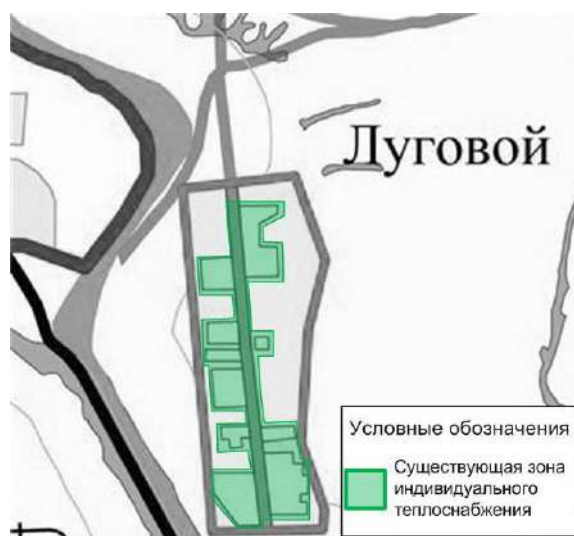 Луговой
Условные обозначения
Существующая зона
индивидуального
теплоснабжения